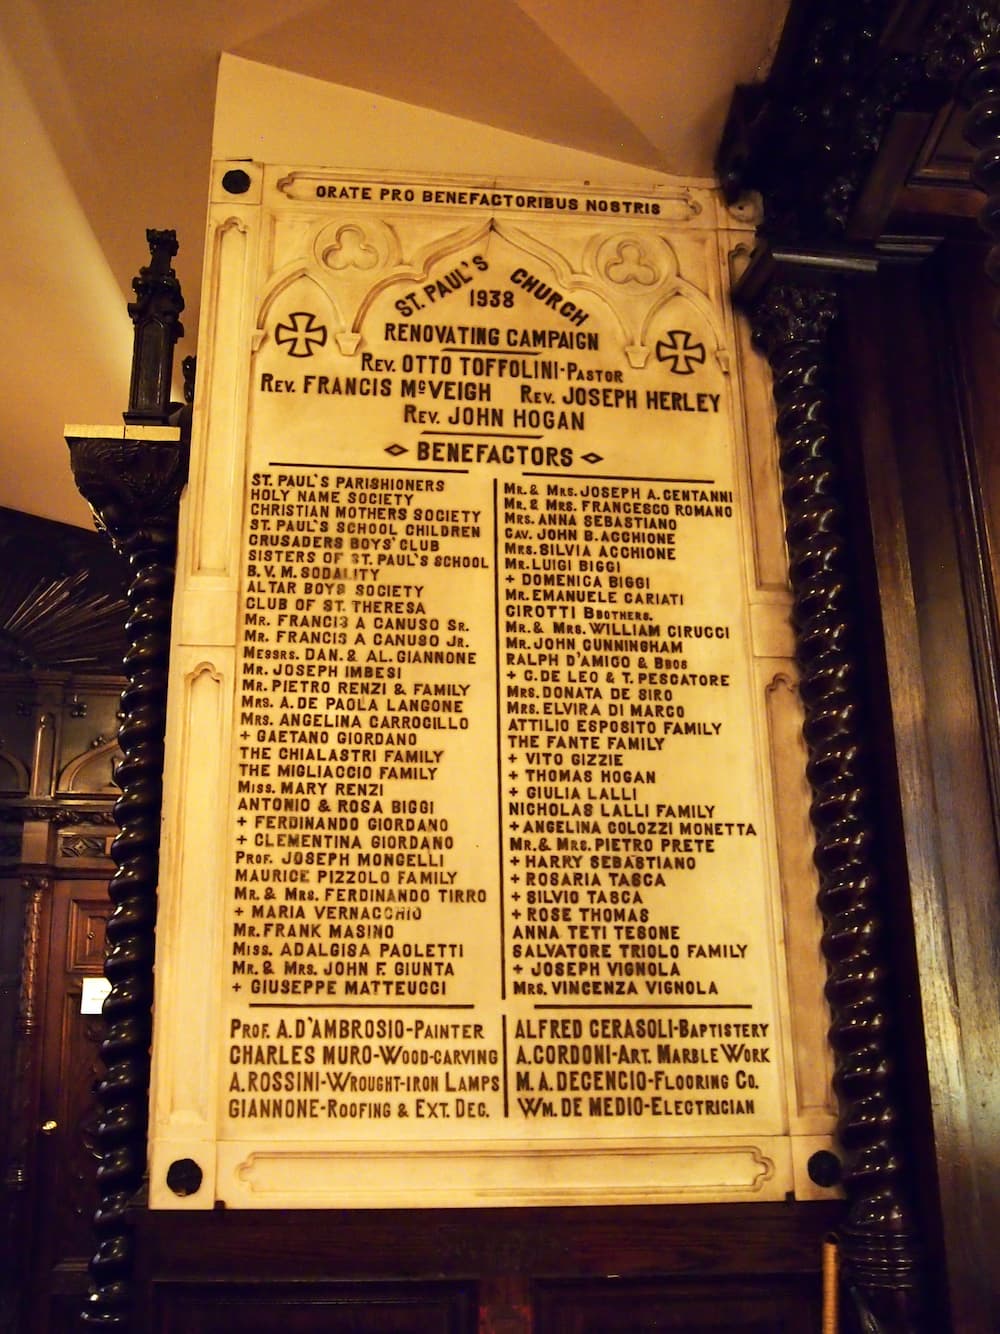 ORATE PRO BENEFACTORIBUS NOSTRIS
ST. PAUL'S CHURCH
1938
RENOVATING CAMPAIGN
REV. OTTO TOFFOLINI-PASTOR
REV. FRANCIS McVEIGH REV. JOSEPH HERLEY
REV. JOHN HOGAN
BENEFACTORS
ST. PAUL'S PARISHIONERS
HOLY NAME SOCIETY
CHRISTIAN MOTHERS SOCIETY
ST. PAUL'S SCHOOL CHILDREN
CRUSADERS BOYS' CLUB
SISTERS OF ST. PAUL'S SCHOOL
B. V. M. SODALITY
ALTAR BOYS SOCIETY
CLUB OF ST. THERESA
MR. FRANCIS A CANUSO SR.
MR. FRANCIS A CANUSO JR.
MESSRS. DAN. & AL. GIANNONE
MR. JOSEPH IMBESI
MR. PIETRO RENZI & FAMILY
MRS. A. DE PAOLA LANGONE
MRS. ANGELINA CARROCILLO
+ GAETANO GIORDANO
THE CHIALASTRI FAMILY
THE MIGLIACCIO FAMILY
MISS. MARY RENZI
ANTONIO & ROSA BIGGI
+ FERDINANDO GIORDANO
+ CLEMENTINA GIORDANO
PROF. JOSEPH MONGELLI
MAURICE PIZZOLO FAMILY
MR. & MRS. FERDINANDO TIRRO
+ MARIA VERNACCHIO
MR. FRANK MASINO
MISS. ADALGISA PAOLETTI
MR. & MRS. JOHN F. GIUNTA
+ GIUSEPPE MATTEUCCI
MR. & MRS. JOSEPH A. CENTANNI
MR. & MRS. FRANCESCO ROMANO
MRS. ANNA SEBASTIANO
CAV. JOHN B. ACCHIONE
MRS. SILVIA ACCHIONE
MR. LUIGI BIGGI
+ DOMENICA BIGGI
MR. EMANUELE CARIATI
CIROTTI BROTHERS.
MR. & MRS. WILLIAM CIRUCCI
MR. JOHN CUNNINGHAM
RALPH D'AMICO & BROS
+ C. DE LEO & T. PESCATORE
MRS. DONATA DE SIRO
MRS. ELVIRA DI MARCO
ATTILIO ESPOSITO FAMILY
THE FANTE FAMILY
+ VITO GIZZIE
+ THOMAS HOGAN
+ GIULIA LALLI
NICHOLAS LALLI FAMILY
+ ANGELINA COLOZZI MONETTA
MR. & MRS. PIETRO PRETE
+ HARRY SEBASTIANO
+ ROSARIA TASCA
+ SILVIO TASCA
+ ROSE THOMAS
ANNA TETI TESONE
SALVATORE TRIOLO FAMILY
+ JOSEPH VIGNOLA
MRS. VINCENZA VIGNOLA
PROF. A. D'AMBROSIO-PAINTER
CHARLES MURO-WOOD-CARVING
A. ROSSINI-WROUGHT-IRON LAMPS
GIANNONE-ROOFING & EXT. DEC.
ALFRED CERASOLI-BAPTISTERY
A. CORDONI-ART. MARBLE WORK
M. A. DECENCIO-FLOORING CO.
WM. DE MEDIO-ELECTRICIAN